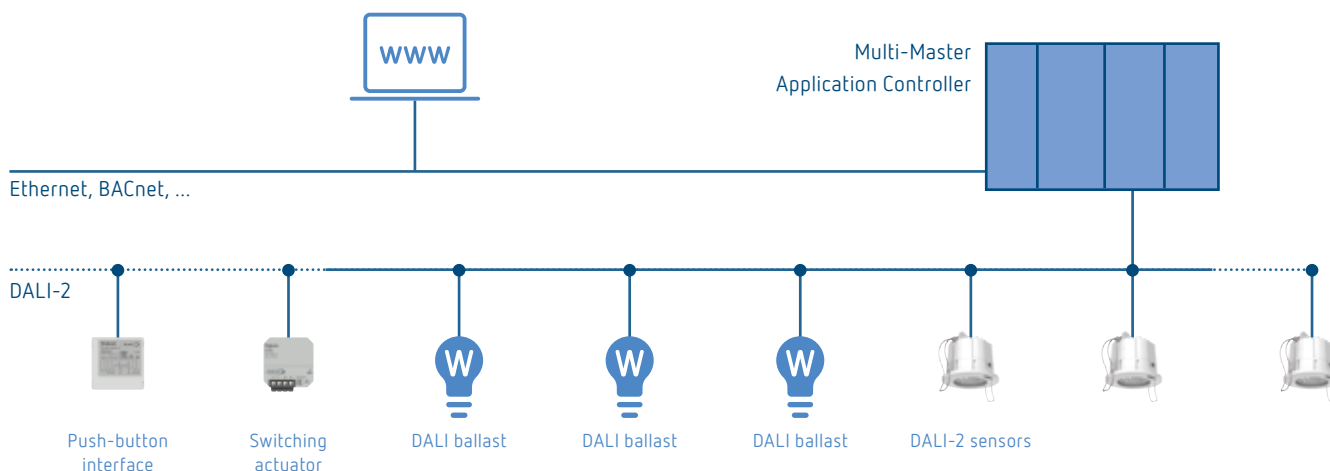 www
Multi-Master
Application Controller
Ethernet, BACnet, ...
DALI-2
W
W
W
Push-button
interface
Switching
actuator
DALI ballast
DALI ballast
DALI ballast
DALI-2 sensors